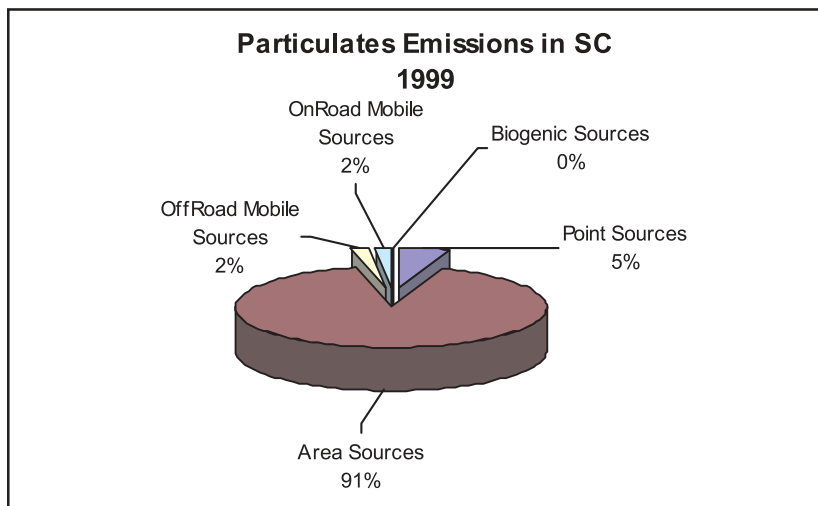 Particulates Emissions in SC
1999
OnRoad Mobile
Sources
2%
Biogenic Sources
0%
OffRoad Mobile
Sources
2%
Point Sources
5%
Area Sources
91%